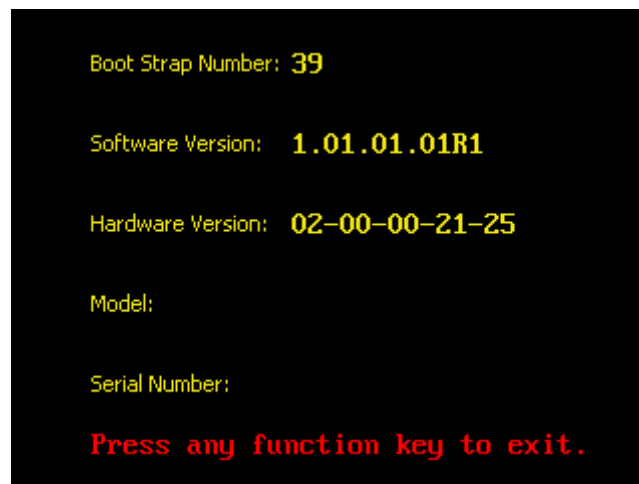 Boot Strap Number: 39
Software Version: 1.01.01.01R1
Hardware Version: 02-00-00-21-25
Model:
Serial Number:
Press any function key to exit.